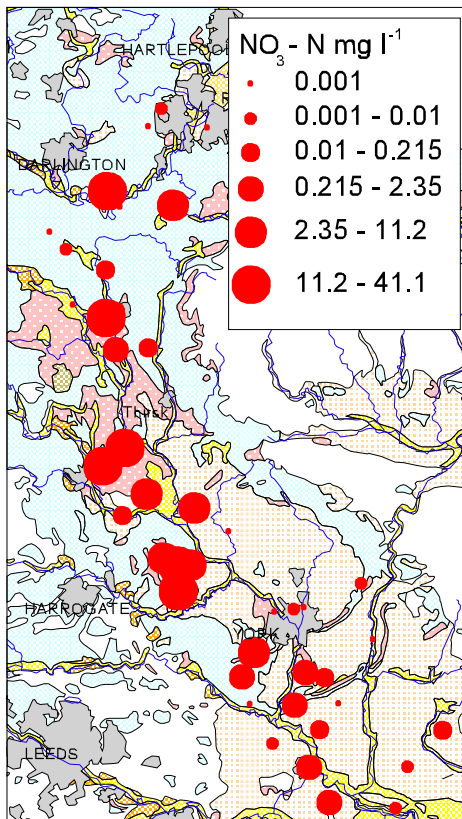 HARTLEPOOL
NO3 - N mg l-1
0.001
0.001 - 0.01
0.01 - 0.215
0.215 - 2.35
2.35 - 11.2
11.2 - 41.1
DARLINGTON
Thirsk
HARROGATE
YORK
LEEDS